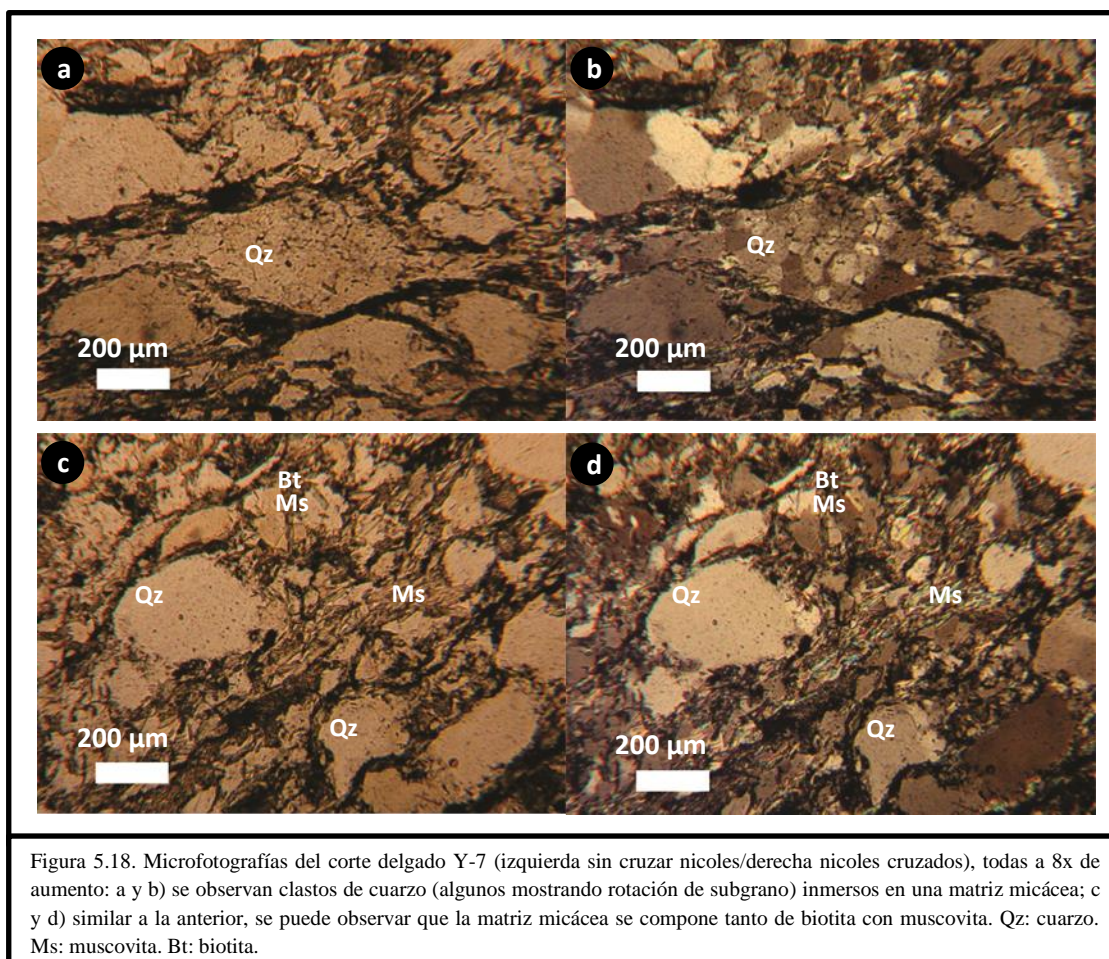 a
b
Qz
Qz
200 µm
200 µm
c
d
Bt
Bt
Ms
Ms
Qz
Ms
Qz
Ms
Qz
Qz
200 µm
200 µm
Figura 5.18. Microfotografías del corte delgado Y-7 (izquierda sin cruzar nicoles/derecha nicoles cruzados), todas a 8x de
aumento: a y b) se observan clastos de cuarzo (algunos mostrando rotación de subgrano) inmersos en una matriz micácea; c
y d) similar a la anterior, se puede observar que la matriz micácea se compone tanto de biotita con muscovita. Qz: cuarzo.
Ms: muscovita. Bt: biotita.